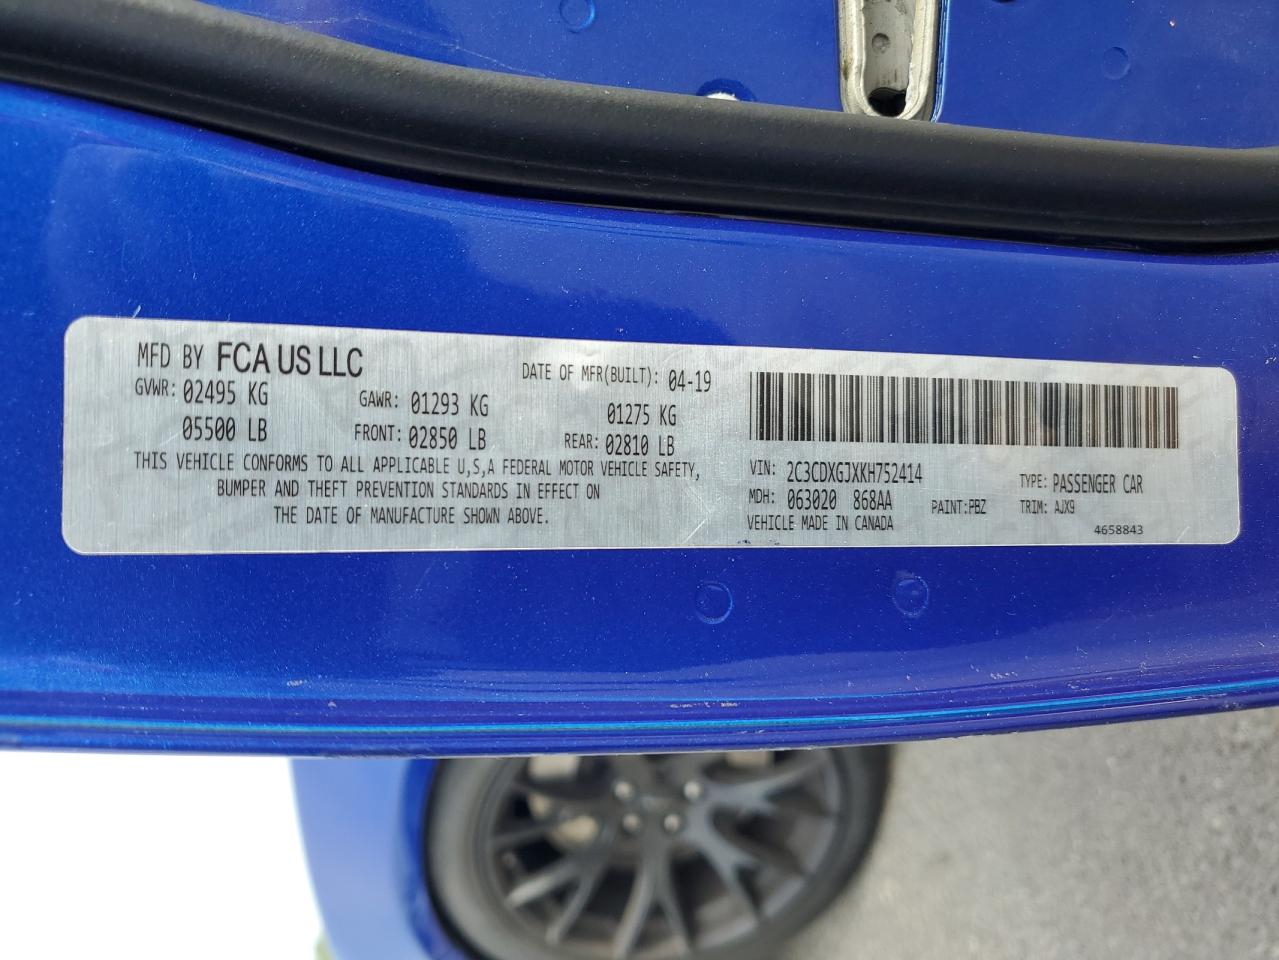 MFD BY FCA US LLC DATE OF MFR(BUILT): 04-19
GVWR: 02495 KG GAWR: 01293 KG 01275 KG
05500 LB FRONT: 02850 LB REAR: 02810 LB
THIS VEHICLE CONFORMS TO ALL APPLICABLE U,S,A FEDERAL MOTOR VEHICLE SAFETY,
BUMPER AND THEFT PREVENTION STANDARDS IN EFFECT ON
THE DATE OF MANUFACTURE SHOWN ABOVE.
VIN: 2C3CDXGJXKH752414 TYPE: PASSENGER CAR
MDH: 063020 868AA PAINT:PBZ TRIM: AJX9
VEHICLE MADE IN CANADA 4658843